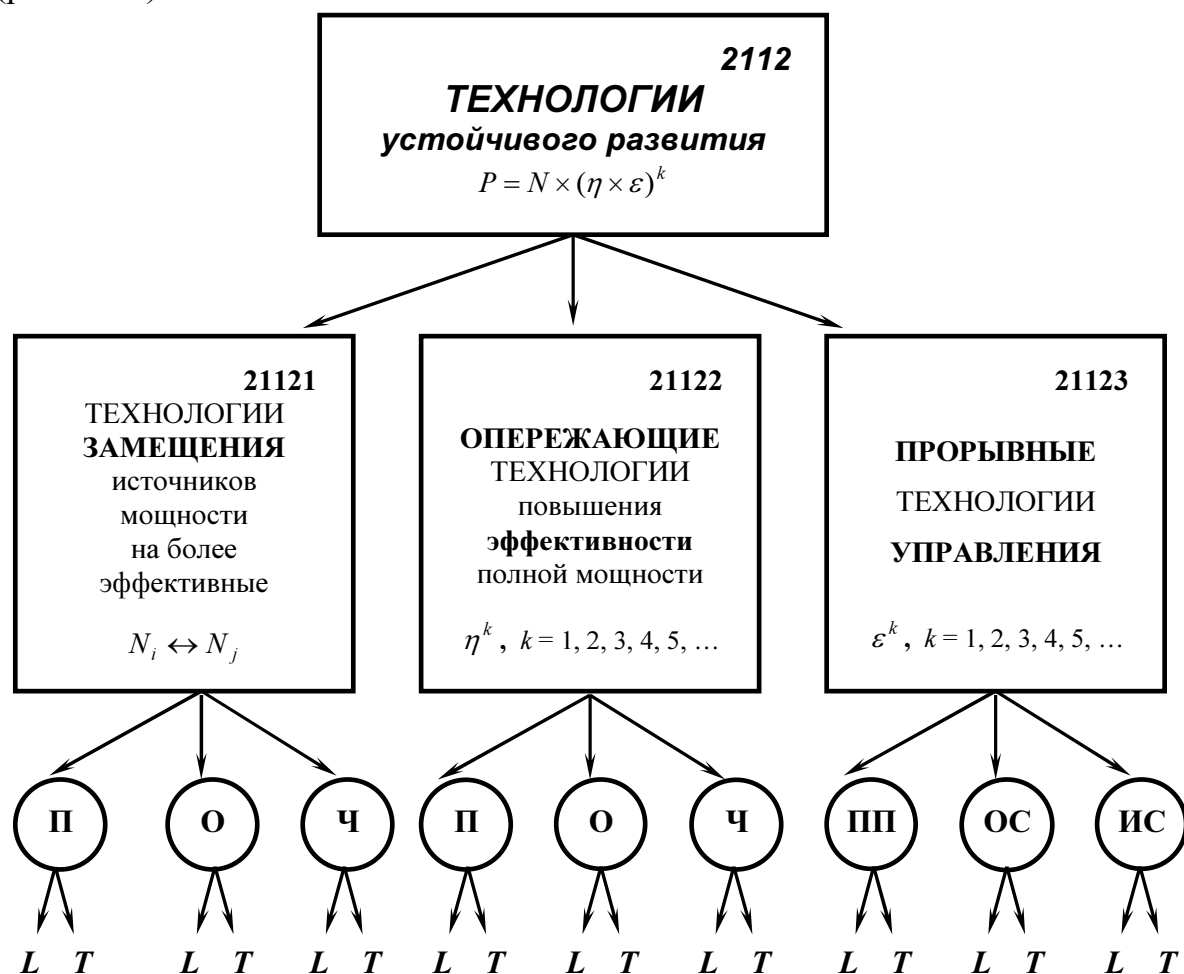 2112
ТЕХНОЛОГИИ
устойчивого развития
P = N × (η × ε)^k
21121
ТЕХНОЛОГИИ
ЗАМЕЩЕНИЯ
источников
мощности
на более
эффективные
N_i ↔ N_j
21122
ОПЕРЕЖАЮЩИЕ
ТЕХНОЛОГИИ
повышения
эффективности
полной мощности
η^k , k = 1, 2, 3, 4, 5, …
21123
ПРОРЫВНЫЕ
ТЕХНОЛОГИИ
УПРАВЛЕНИЯ
ε^k , k = 1, 2, 3, 4, 5, …
П О Ч П О Ч ПП ОС ИС
L T L T L T L T L T L T L T L T L T